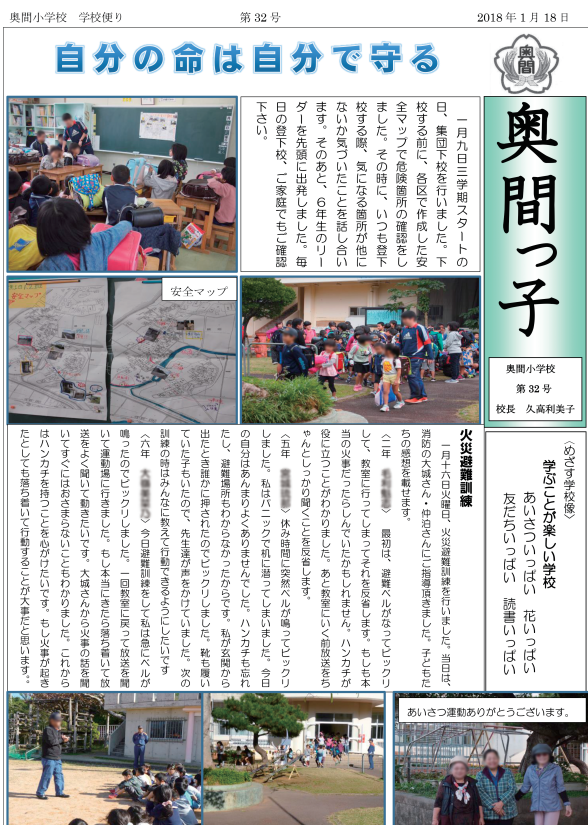 奥間小学校　学校便り　第32号　2018年1月18日
自分の命は自分で守る
奥間
奥間っ子
奥間小学校
第32号
校長　久高利美子
一月九日三学期スタートの
日、集団下校を行いました。下
校する前に、各区で作成した安
全マップで危険箇所の確認をし
ました。その時に、いつも登下
校する際、気になる箇所が他に
ないか気づいたことを話し合い
ます。そのあと、６年生のリー
ダーを先頭に出発しました。毎
日の登下校、ご家庭でもご確認
下さい。
安全マップ
安全マップ
〈めざす学校像〉
学ぶことが楽しい学校
あいさついっぱい　花いっぱい
友だちいっぱい　読書いっぱい
火災避難訓練
一月十六日火曜日、火災避難訓練を行いました。当日は、
消防の大城さん・仲泊さんにご指導頂きました。子どもた
ちの感想を載せます。
〈二年　〉　最初は、避難ベルがなってビックリ
して、教室に行ってしまってそれを反省します。もしも本
当の火事だったらしんでいたかもしれません。ハンカチが
役に立つことがわかりました。あと教室にいく前放送をち
ゃんとしっかり聞くことを反省します。
〈五年　〉休み時間に突然ベルが鳴ってビックリ
しました。私はパニックで机に潜ってしまいました。今日
の自分はあんまりよくありませんでした。ハンカチも忘れ
たし、避難場所もわからなかったからです。私が玄関から
出たとき誰かに押されたのでビックリしました。靴も履い
ていた子もいたので、先生達が声をかけていました。次の
訓練の時はみんなに教えて行動できるようにしたいです
〈六年　〉今日避難訓練をして私は急にベルが
鳴ったのでビックリしました。一回教室に戻って放送を聞
いて運動場に行きました。もし本当にきたら落ち着いて放
送をよく聞いて動きたいです。大城さんから火事の話を聞
いてすぐにはおさまらないこともわかりました。これから
はハンカチを持つことを心がけたいです。もし火事が起き
たとしても落ち着いて行動することが大事だと思います。。
あいさつ運動ありがとうございます。